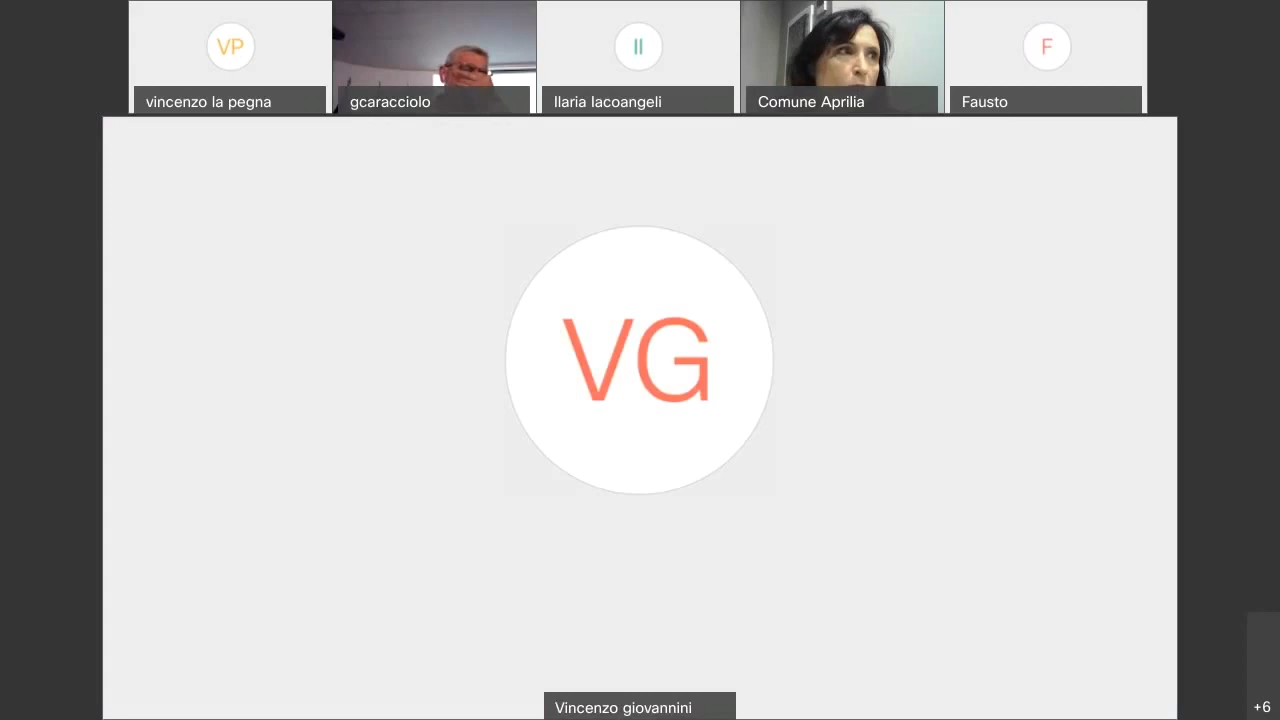 VP
vincenzo la pegna
gcaracciolo
II
Ilaria Iacoangeli
Comune Aprilia
F
Fausto
VG
Vincenzo giovannini
+6